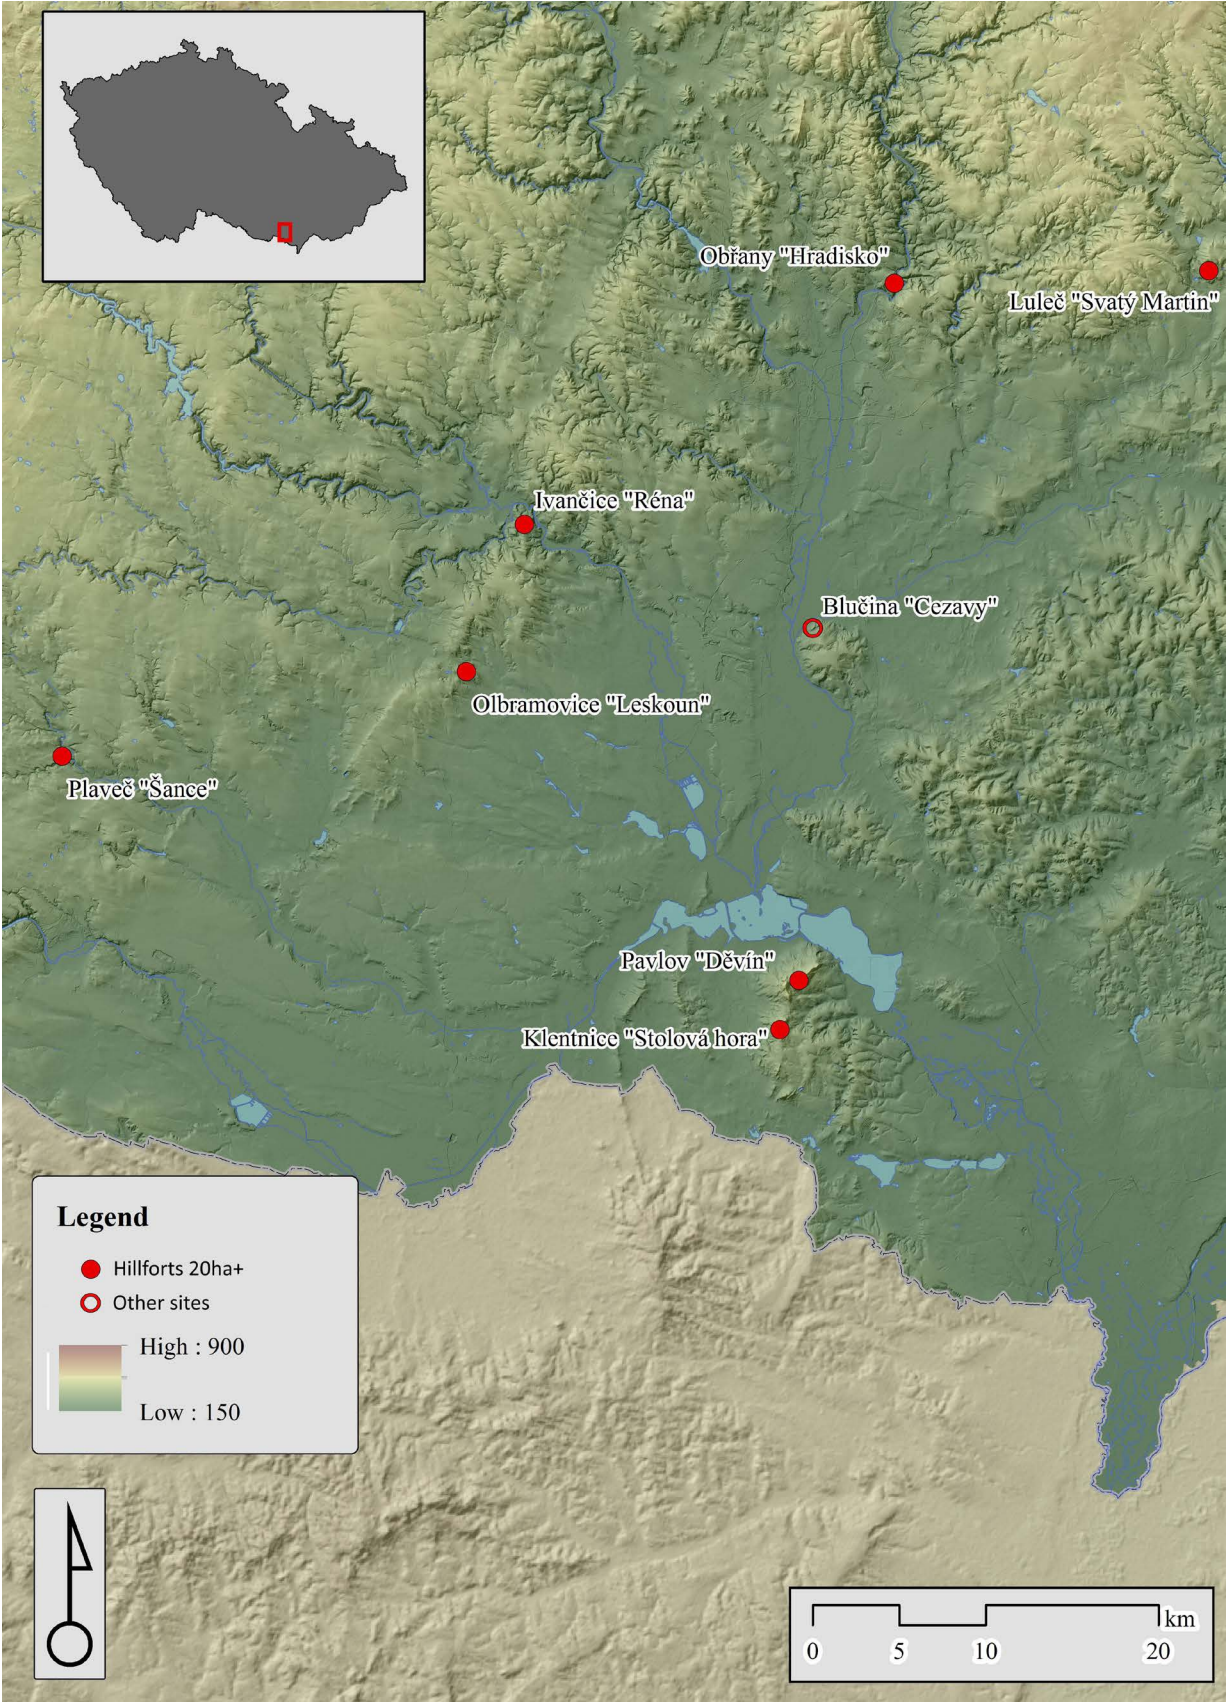 Obřany "Hradisko"
Luleč "Svatý Martin"
Ivančice "Réna"
Blučina "Cezavy"
Olbramovice "Leskoun"
Plaveč "Šance"
Pavlov "Děvín"
Klentnice "Stolová hora"
Legend
Hillforts 20ha+
Other sites
High : 900
Low : 150
km
0 5 10 20